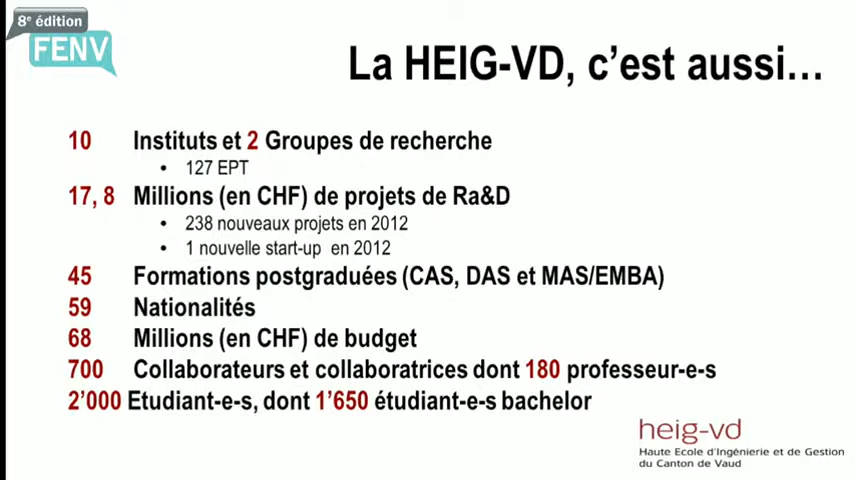 8e édition
FENV
La HEIG-VD, c'est aussi…
10 Instituts et 2 Groupes de recherche
• 127 EPT
17, 8 Millions (en CHF) de projets de Ra&D
• 238 nouveaux projets en 2012
• 1 nouvelle start-up en 2012
45 Formations postgraduées (CAS, DAS et MAS/EMBA)
59 Nationalités
68 Millions (en CHF) de budget
700 Collaborateurs et collaboratrices dont 180 professeur-e-s
2'000 Etudiant-e-s, dont 1'650 étudiant-e-s bachelor
heig-vd
Haute Ecole d'Ingénierie et de Gestion
du Canton de Vaud